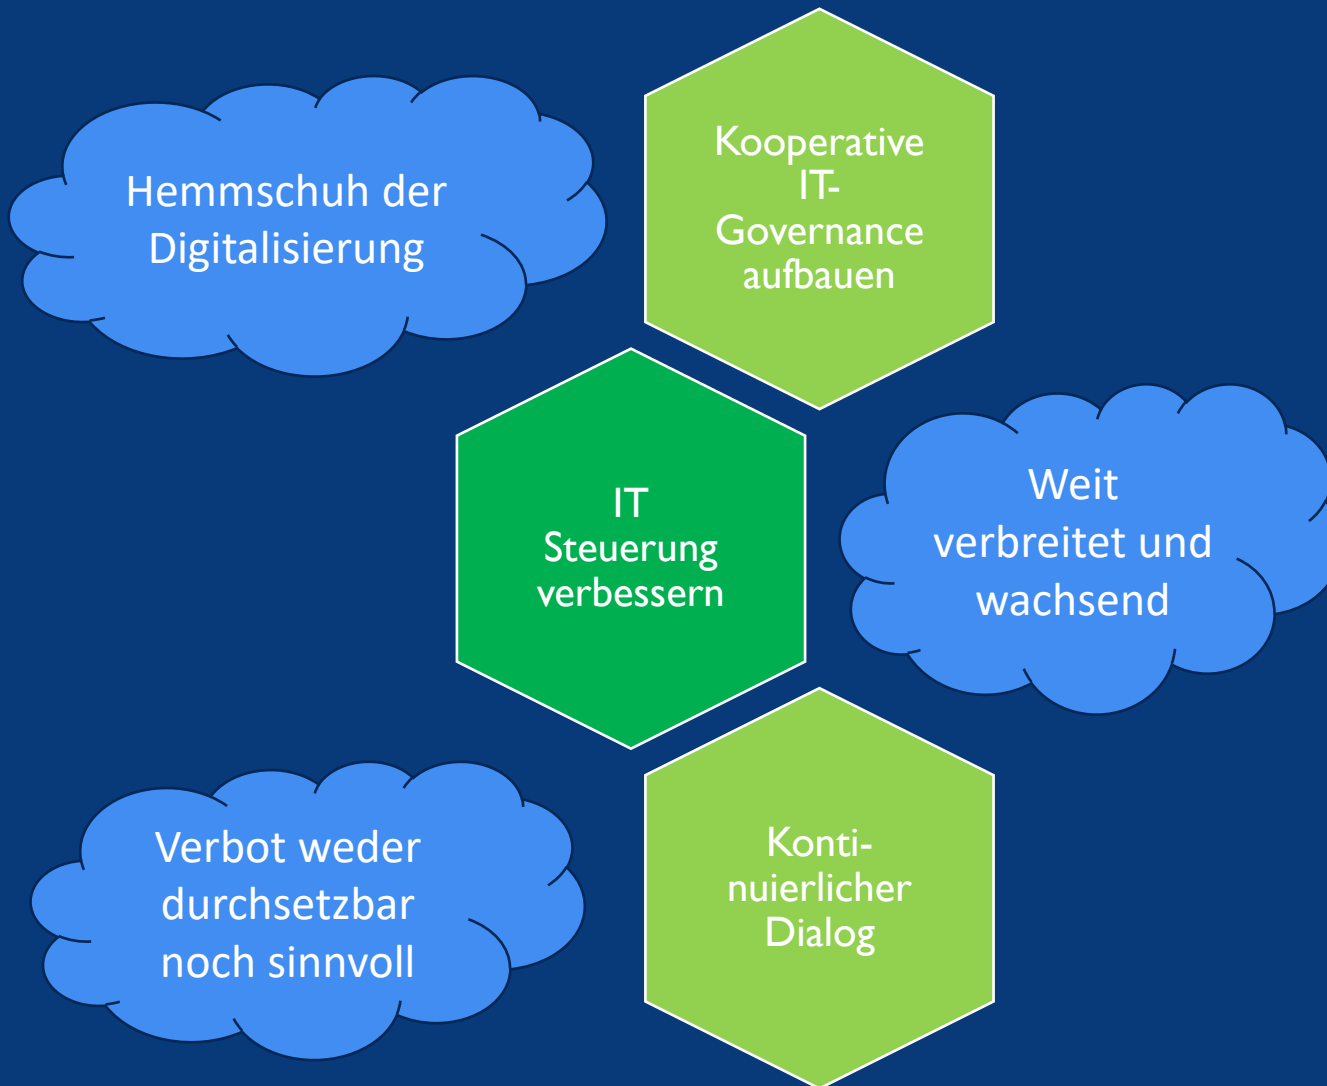 Hemmschuh der
Digitalisierung
Kooperative
IT-
Governance
aufbauen
IT
Steuerung
verbessern
Weit
verbreitet und
wachsend
Verbot weder
durchsetzbar
noch sinnvoll
Konti-
nuierlicher
Dialog